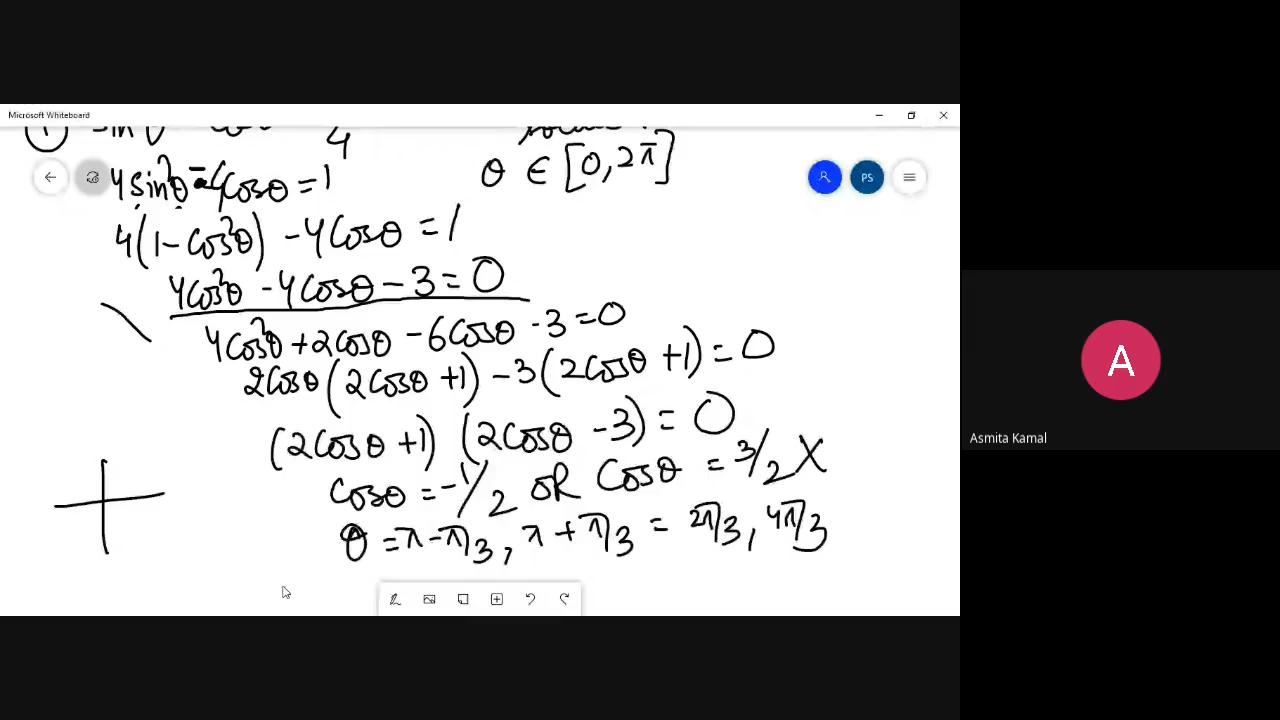 Microsoft Whiteboard
① sin θ
4
4sin²θ - 4cosθ = 1
θ ∈ [0, 2π]
PS
4(1 - cos²θ) - 4cosθ = 1
4cos²θ - 4cosθ - 3 = 0
4cos²θ + 2cosθ - 6cosθ - 3 = 0
2cosθ(2cosθ + 1) - 3(2cosθ + 1) = 0
(2cosθ + 1) (2cosθ - 3) = 0
cosθ = -1/2 OR cosθ = 3/2 X
θ = π - π/3, π + π/3 = 2π/3, 4π/3
A
Asmita Kamal